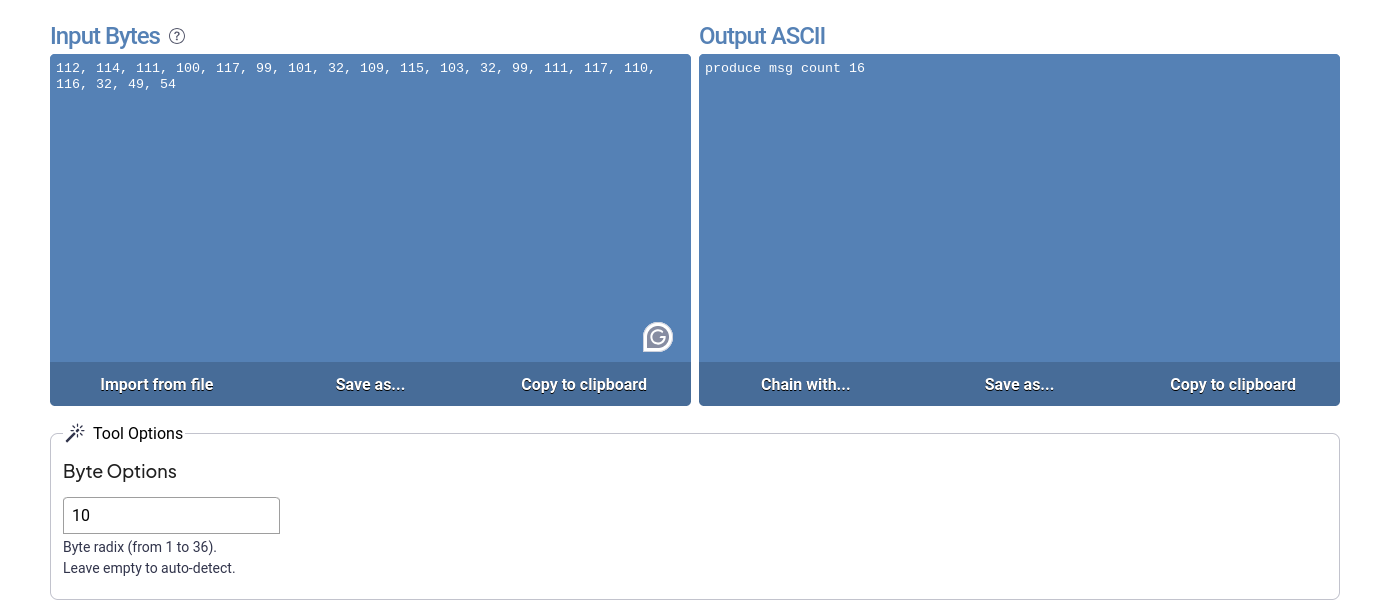 Input Bytes ?
112, 114, 111, 100, 117, 99, 101, 32, 109, 115, 103, 32, 99, 111, 117, 110,
116, 32, 49, 54
G
Import from file Save as... Copy to clipboard
Output ASCII
produce msg count 16
Chain with... Save as... Copy to clipboard
Tool Options
Byte Options
10
Byte radix (from 1 to 36).
Leave empty to auto-detect.